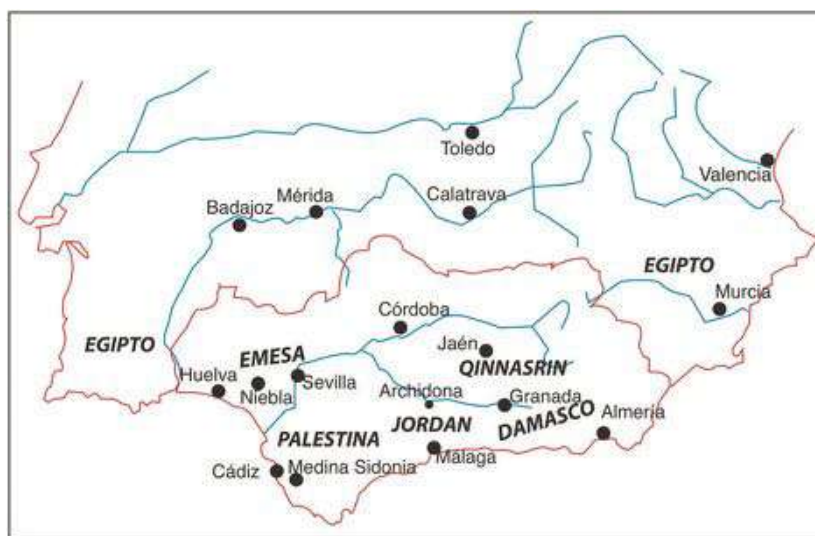 Toledo
Valencia
Mérida
Calatrava
Badajoz
EGIPTO
Murcia
Córdoba
EGIPTO
Jaén
EMESA
QINNASRIN
Huelva
Sevilla
Niebla
Archidona
Granada
DAMASCO
Almería
JORDAN
PALESTINA
Málaga
Cádiz
Medina Sidonia